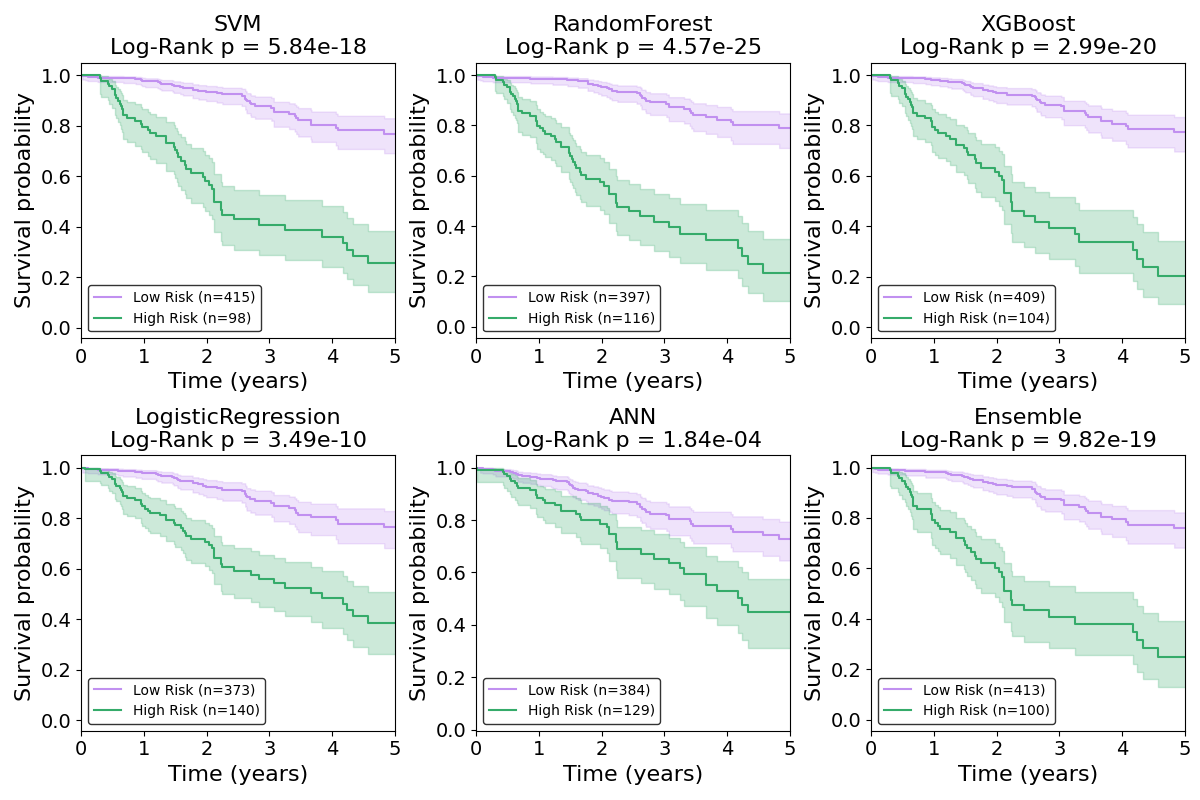 SVM
Log-Rank p = 5.84e-18
Survival probability
1.0
0.8
0.6
0.4
0.2
0.0
Low Risk (n=415)
High Risk (n=98)
0 1 2 3 4 5
Time (years)
RandomForest
Log-Rank p = 4.57e-25
Survival probability
1.0
0.8
0.6
0.4
0.2
0.0
Low Risk (n=397)
High Risk (n=116)
0 1 2 3 4 5
Time (years)
XGBoost
Log-Rank p = 2.99e-20
Survival probability
1.0
0.8
0.6
0.4
0.2
0.0
Low Risk (n=409)
High Risk (n=104)
0 1 2 3 4 5
Time (years)
LogisticRegression
Log-Rank p = 3.49e-10
Survival probability
1.0
0.8
0.6
0.4
0.2
0.0
Low Risk (n=373)
High Risk (n=140)
0 1 2 3 4 5
Time (years)
ANN
Log-Rank p = 1.84e-04
Survival probability
1.0
0.8
0.6
0.4
0.2
0.0
Low Risk (n=384)
High Risk (n=129)
0 1 2 3 4 5
Time (years)
Ensemble
Log-Rank p = 9.82e-19
Survival probability
1.0
0.8
0.6
0.4
0.2
0.0
Low Risk (n=413)
High Risk (n=100)
0 1 2 3 4 5
Time (years)